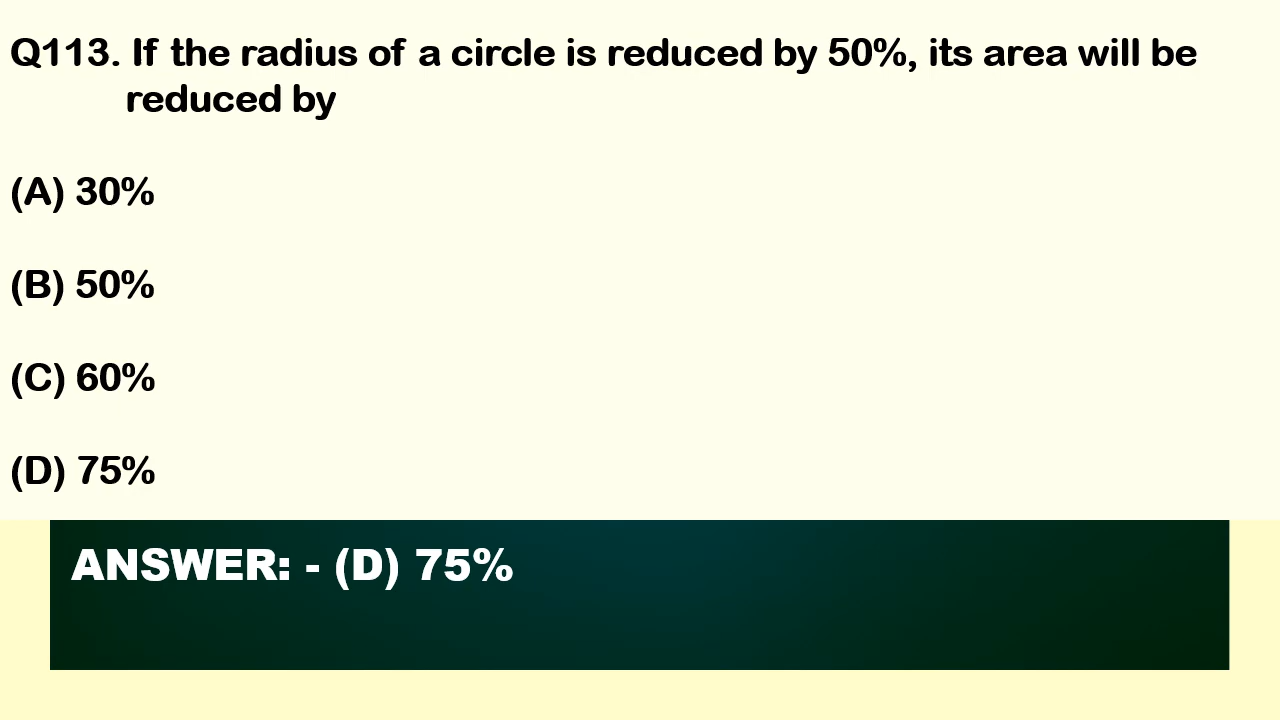 Q113. If the radius of a circle is reduced by 50%, its area will be
reduced by
(A) 30%
(B) 50%
(C) 60%
(D) 75%
ANSWER: - (D) 75%